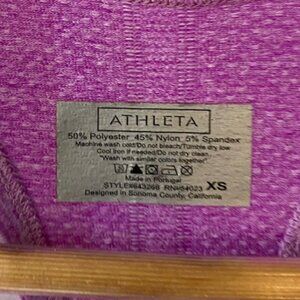 ATHLETA
50% Polyester 45% Nylon 5% Spandex
Machine wash cold/Do not bleach/Tumble dry low
Cool Iron if needed/Do not dry clean
"Wash with similar colors together"
Made in Portugal
STYLE#643268 RN#54023 XS
Designed in Sonoma County, California